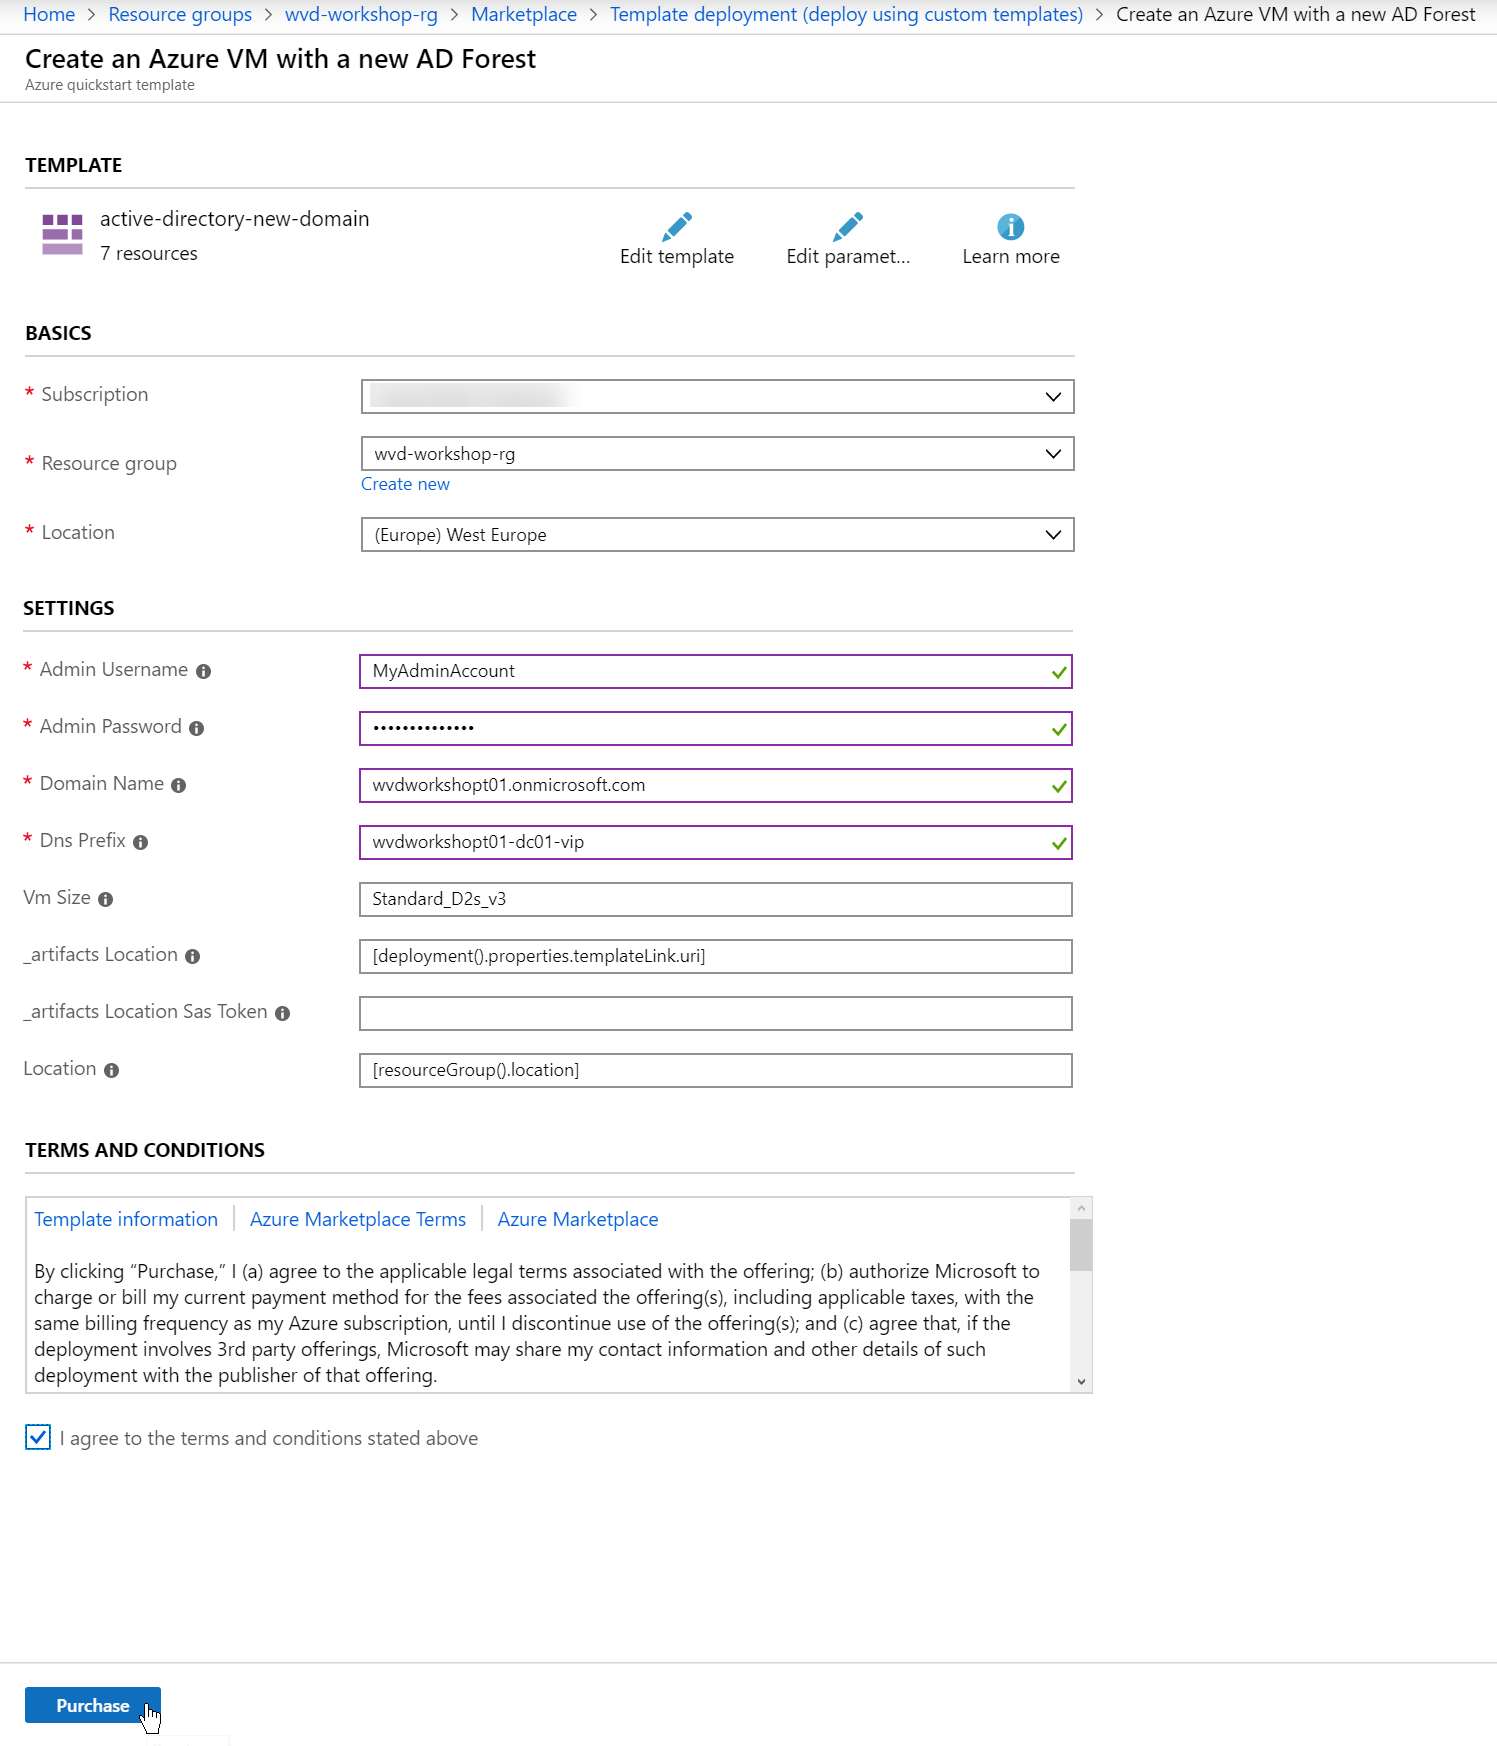 Home > Resource groups > wvd-workshop-rg > Marketplace > Template deployment (deploy using custom templates) > Create an Azure VM with a new AD Forest
Create an Azure VM with a new AD Forest
Azure quickstart template
TEMPLATE
active-directory-new-domain
7 resources
Edit template
Edit paramet...
Learn more
BASICS
* Subscription
* Resource group
wvd-workshop-rg
Create new
* Location
(Europe) West Europe
SETTINGS
* Admin Username
MyAdminAccount
* Admin Password
••••••••••••••
* Domain Name
wvdworkshopt01.onmicrosoft.com
* Dns Prefix
wvdworkshopt01-dc01-vip
Vm Size
Standard_D2s_v3
_artifacts Location
[deployment().properties.templateLink.uri]
_artifacts Location Sas Token
Location
[resourceGroup().location]
TERMS AND CONDITIONS
Template information | Azure Marketplace Terms | Azure Marketplace
By clicking “Purchase,” I (a) agree to the applicable legal terms associated with the offering; (b) authorize Microsoft to
charge or bill my current payment method for the fees associated the offering(s), including applicable taxes, with the
same billing frequency as my Azure subscription, until I discontinue use of the offering(s); and (c) agree that, if the
deployment involves 3rd party offerings, Microsoft may share my contact information and other details of such
deployment with the publisher of that offering.
I agree to the terms and conditions stated above
Purchase